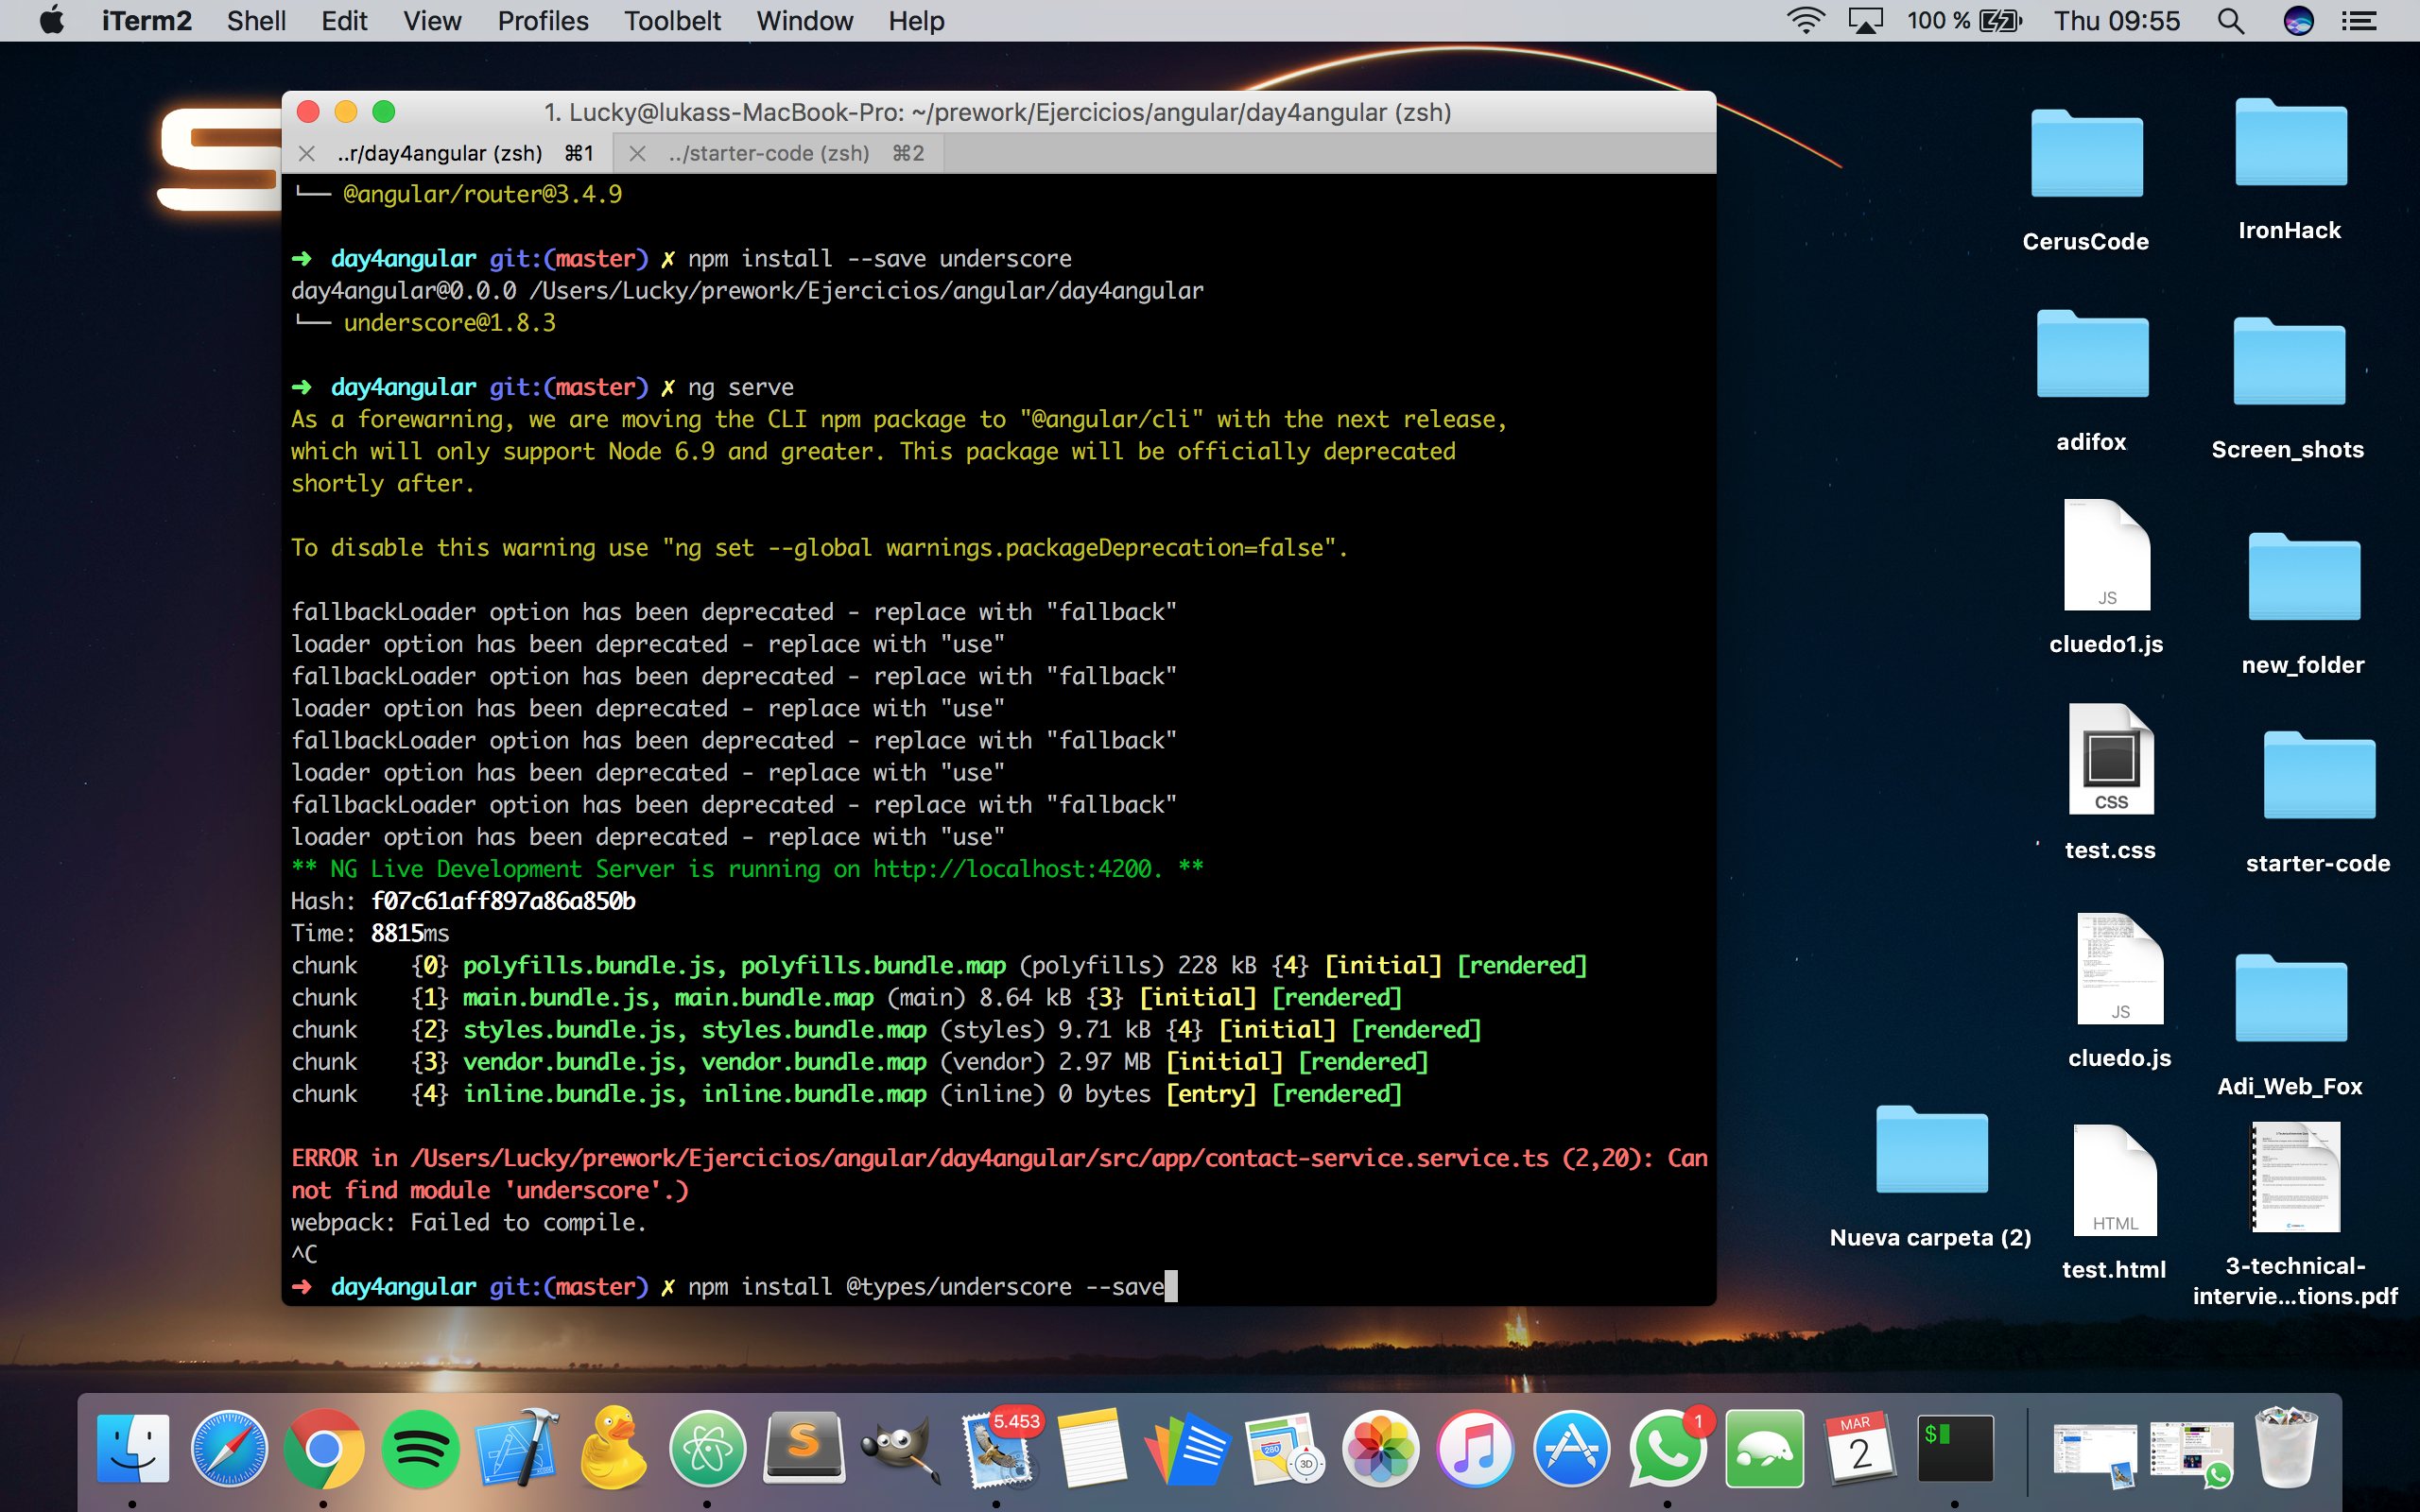 iTerm2 Shell Edit View Profiles Toolbelt Window Help 100 % Thu 09:55
S
1. Lucky@lukass-MacBook-Pro: ~/prework/Ejercicios/angular/day4angular (zsh)
..r/day4angular (zsh) ⌘1 ../starter-code (zsh) ⌘2
└── @angular/router@3.4.9
➜ day4angular git:(master) ✗ npm install --save underscore
day4angular@0.0.0 /Users/Lucky/prework/Ejercicios/angular/day4angular
└── underscore@1.8.3
➜ day4angular git:(master) ✗ ng serve
As a forewarning, we are moving the CLI npm package to "@angular/cli" with the next release,
which will only support Node 6.9 and greater. This package will be officially deprecated
shortly after.
To disable this warning use "ng set --global warnings.packageDeprecation=false".
fallbackLoader option has been deprecated - replace with "fallback"
loader option has been deprecated - replace with "use"
fallbackLoader option has been deprecated - replace with "fallback"
loader option has been deprecated - replace with "use"
fallbackLoader option has been deprecated - replace with "fallback"
loader option has been deprecated - replace with "use"
fallbackLoader option has been deprecated - replace with "fallback"
loader option has been deprecated - replace with "use"
** NG Live Development Server is running on http://localhost:4200. **
Hash: f07c61aff897a86a850b
Time: 8815ms
chunk {0} polyfills.bundle.js, polyfills.bundle.map (polyfills) 228 kB {4} [initial] [rendered]
chunk {1} main.bundle.js, main.bundle.map (main) 8.64 kB {3} [initial] [rendered]
chunk {2} styles.bundle.js, styles.bundle.map (styles) 9.71 kB {4} [initial] [rendered]
chunk {3} vendor.bundle.js, vendor.bundle.map (vendor) 2.97 MB [initial] [rendered]
chunk {4} inline.bundle.js, inline.bundle.map (inline) 0 bytes [entry] [rendered]
ERROR in /Users/Lucky/prework/Ejercicios/angular/day4angular/src/app/contact-service.service.ts (2,20): Can
not find module 'underscore'.)
webpack: Failed to compile.
^C
➜ day4angular git:(master) ✗ npm install @types/underscore --save
CerusCode IronHack
adifox Screen_shots
JS
cluedo1.js new_folder
CSS
test.css starter-code
JS
cluedo.js Adi_Web_Fox
HTML
Nueva carpeta (2) test.html 3-technical-
intervie...tions.pdf
S
5.453
280
3D
1
MAR
2
$